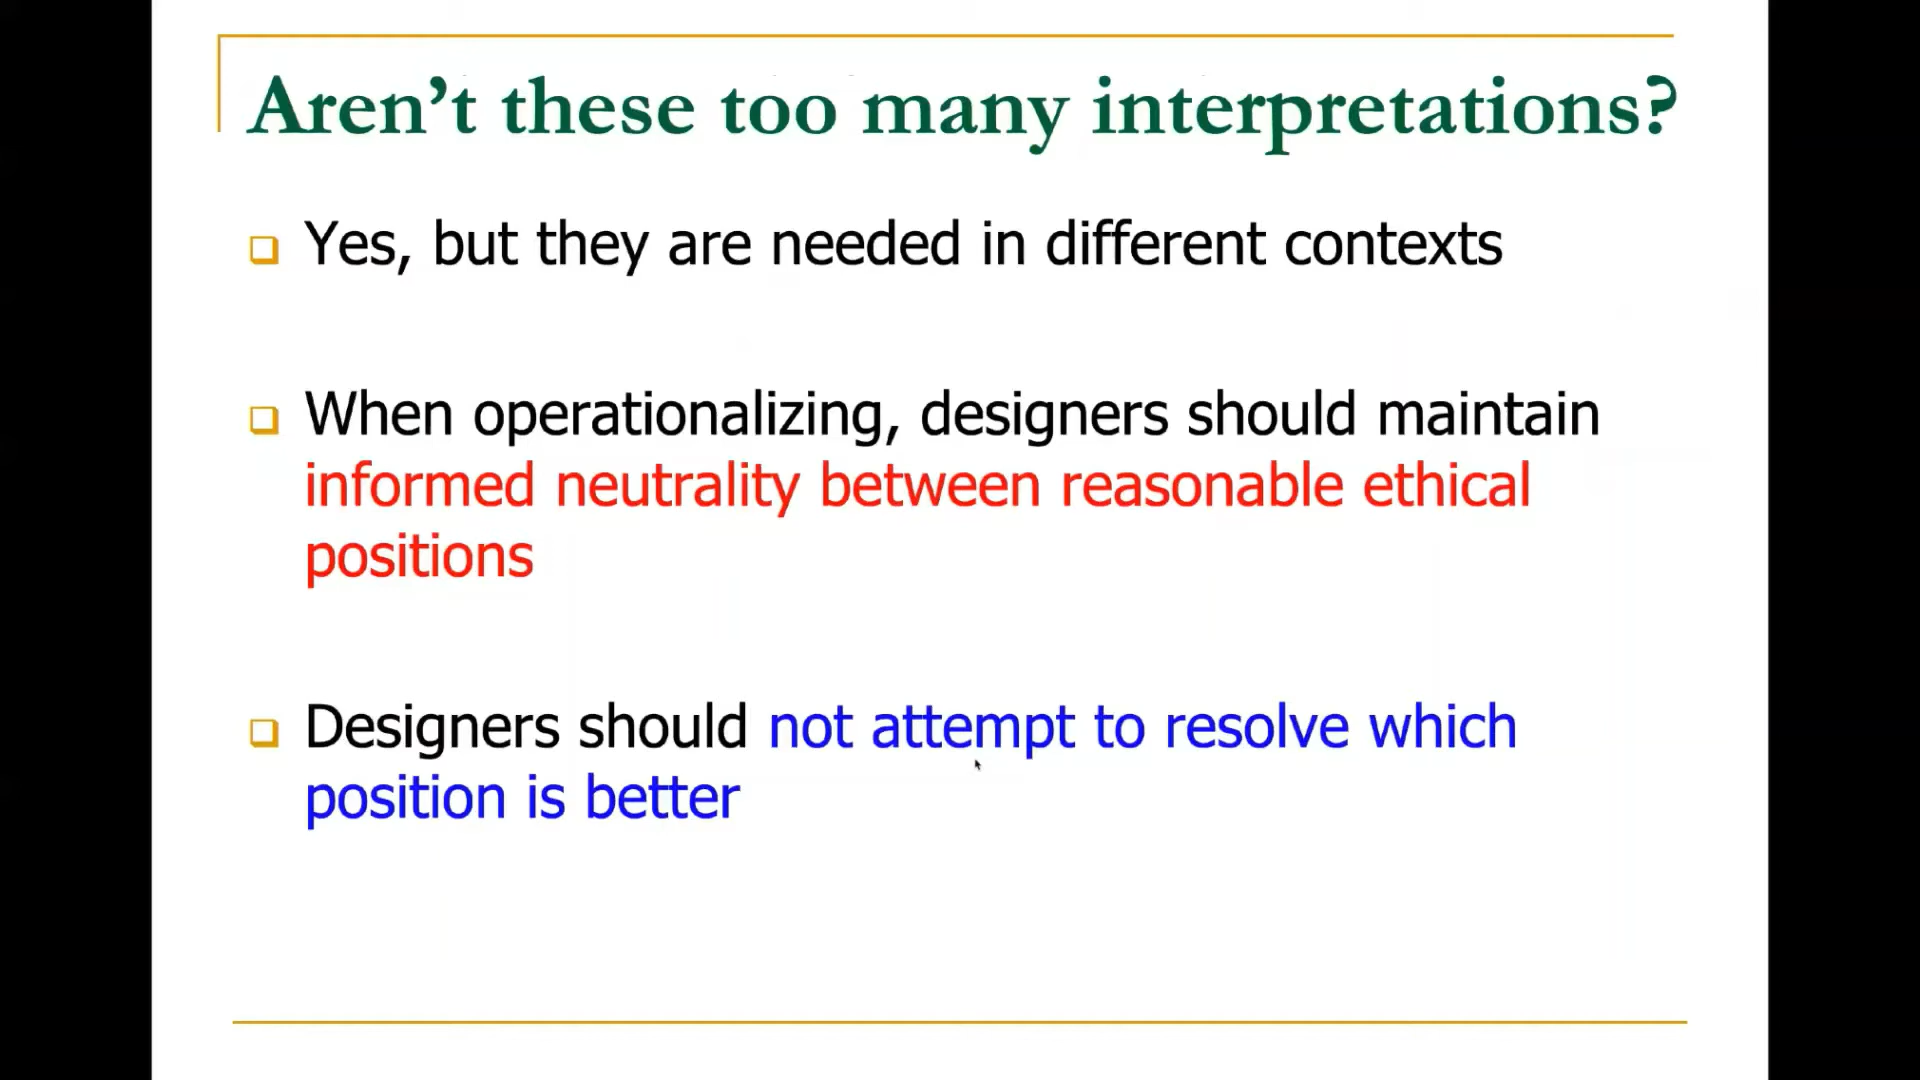 Aren’t these too many interpretations?
Yes, but they are needed in different contexts
When operationalizing, designers should maintain
informed neutrality between reasonable ethical
positions
Designers should not attempt to resolve which
position is better